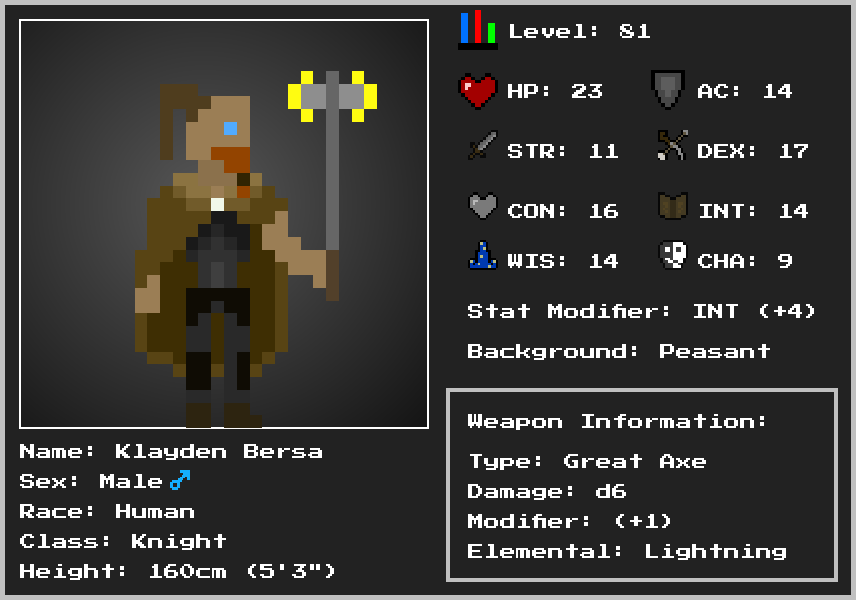 Level: 81
HP: 23
AC: 14
STR: 11
DEX: 17
CON: 16
INT: 14
WIS: 14
CHA: 9
Stat Modifier: INT (+4)
Background: Peasant
Name: Klayden Bersa
Sex: Male♂
Race: Human
Class: Knight
Height: 160cm (5'3")
Weapon Information:
Type: Great Axe
Damage: d6
Modifier: (+1)
Elemental: Lightning